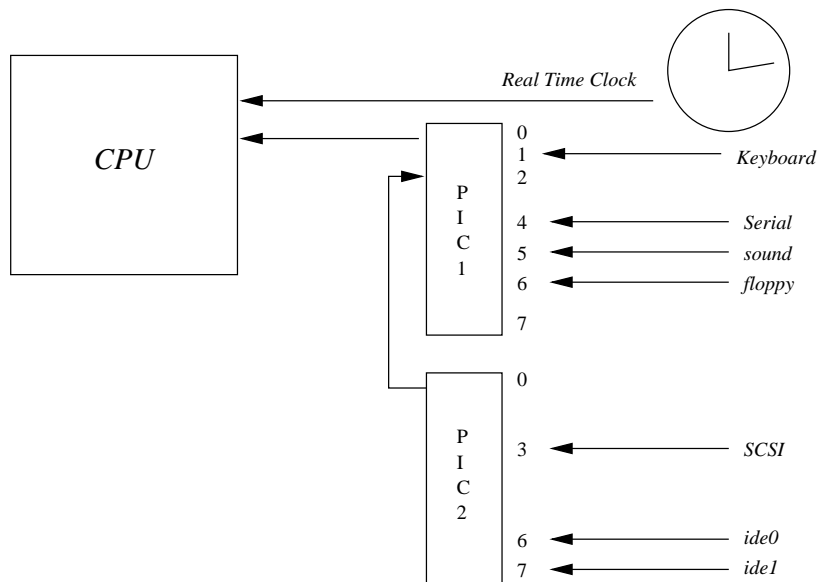 Real Time Clock
CPU
0
1
Keyboard
2
P
I
C
1
4
Serial
5
sound
6
floppy
7
0
P
I
C
2
3
SCSI
6
ide0
7
ide1